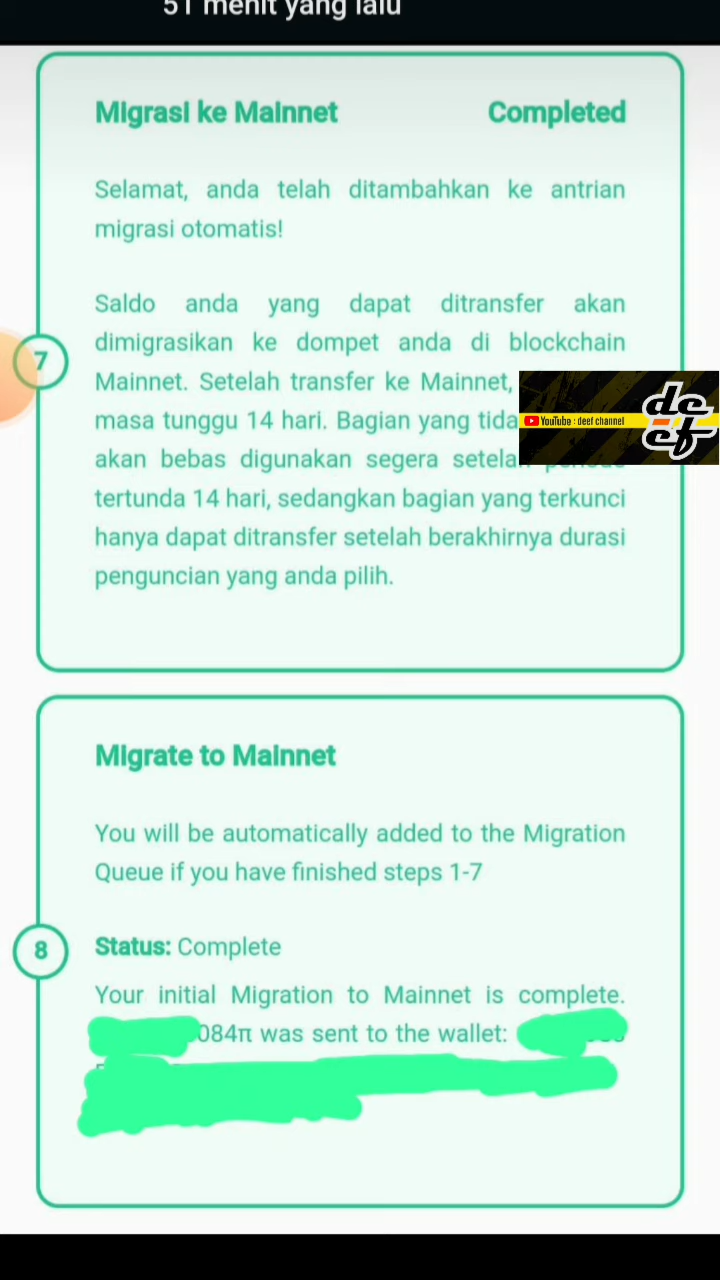 51 menit yang lalu
Migrasi ke Mainnet Completed
Selamat, anda telah ditambahkan ke antrian
migrasi otomatis!
Saldo anda yang dapat ditransfer akan
dimigrasikan ke dompet anda di blockchain
7
Mainnet. Setelah transfer ke Mainnet,
masa tunggu 14 hari. Bagian yang
akan bebas digunakan segera
tertunda 14 hari, sedangkan bagian yang terkunci
hanya dapat ditransfer setelah berakhirnya durasi
penguncian yang anda pilih.
YouTube : deef channel
de
ef
Migrate to Mainnet
You will be automatically added to the Migration
Queue if you have finished steps 1-7
8
Status: Complete
Your initial Migration to Mainnet is complete.
084π was sent to the wallet: